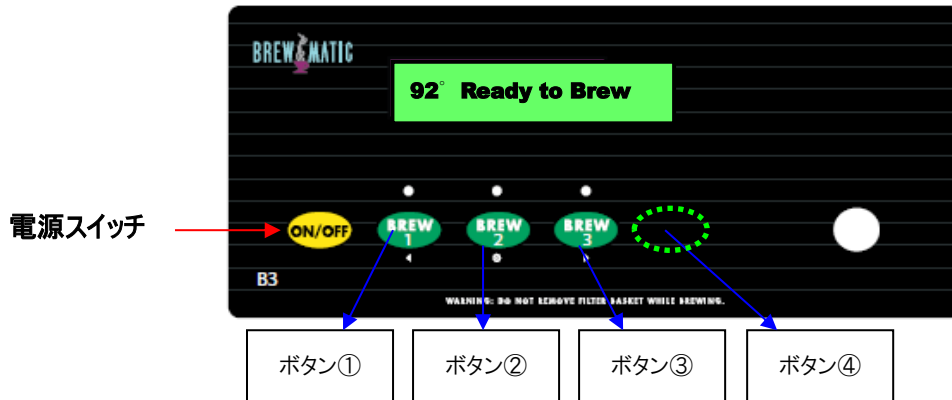 BREW MATIC
92° Ready to Brew
電源スイッチ
ON/OFF
BREW
1
BREW
2
BREW
3
B3
WARNING: DO NOT REMOVE FILTER BASKET WHILE BREWING.
ボタン①
ボタン②
ボタン③
ボタン④